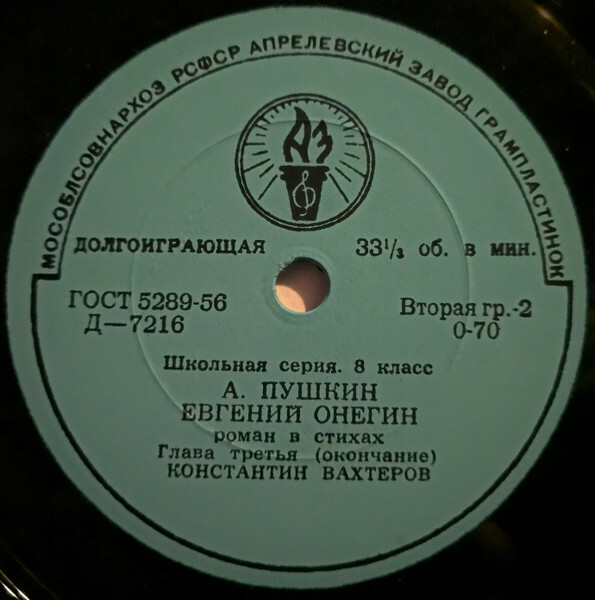 МОСОБЛСОВНАРХОЗ РСФСР АПРЕЛЕВСКИЙ ЗАВОД ГРАМПЛАСТИНОК
АЗ
ДОЛГОИГРАЮЩАЯ 33⅓ об. в мин.
ГОСТ 5289-56 Вторая гр.-2
Д—7216 0-70
Школьная серия. 8 класс
А. ПУШКИН
ЕВГЕНИЙ ОНЕГИН
роман в стихах
Глава третья (окончание)
КОНСТАНТИН ВАХТЕРОВ